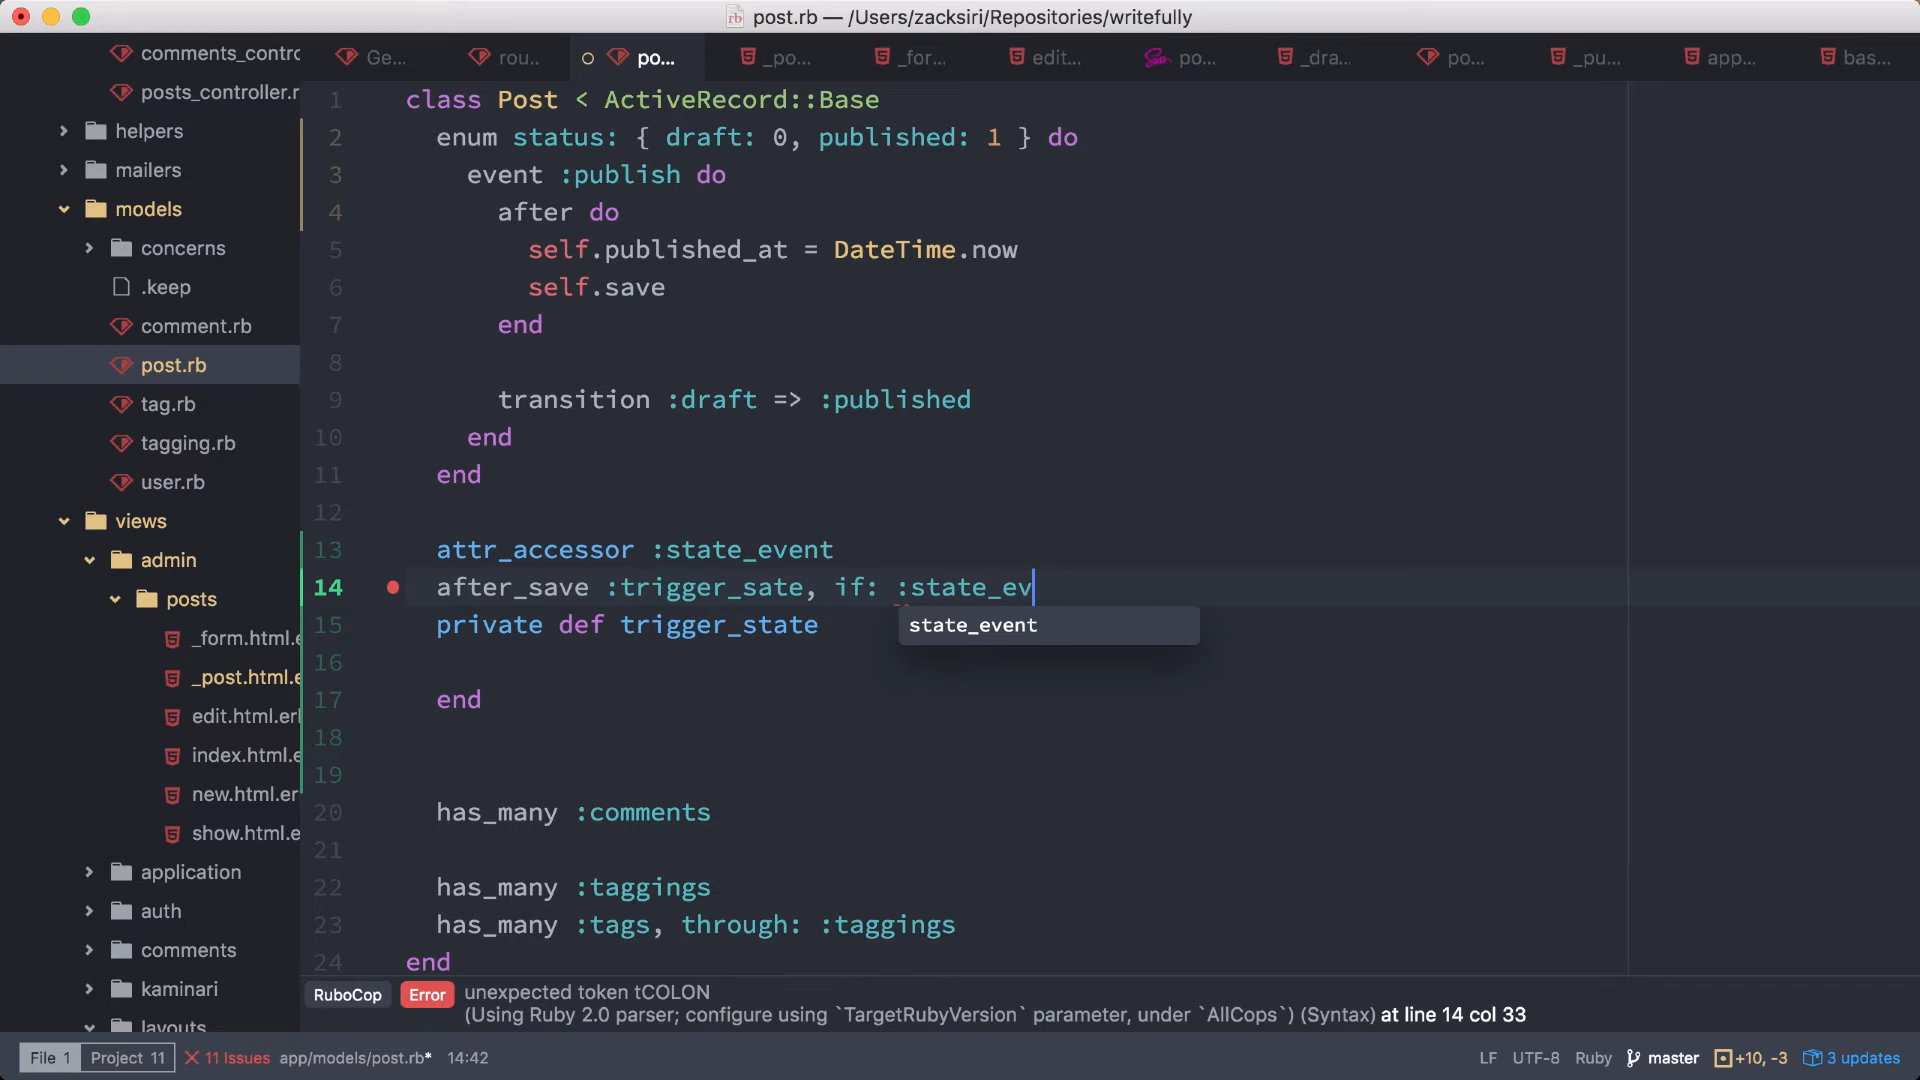 post.rb — /Users/zacksiri/Repositories/writefully
comments_contro
posts_controller.r
helpers
mailers
models
concerns
.keep
comment.rb
post.rb
tag.rb
tagging.rb
user.rb
views
admin
posts
_form.html.e
_post.html.e
edit.html.erl
index.html.e
new.html.er
show.html.e
application
auth
comments
kaminari
layouts
Ge...
rou..
po...
_po...
_for...
edit...
po...
_dra...
po...
_pu...
app...
bas...
1 class Post < ActiveRecord::Base
2 enum status: { draft: 0, published: 1 } do
3 event :publish do
4 after do
5 self.published_at = DateTime.now
6 self.save
7 end
8
9 transition :draft => :published
10 end
11 end
12
13 attr_accessor :state_event
14 after_save :trigger_sate, if: :state_ev
15 private def trigger_state
state_event
16
17 end
18
19
20 has_many :comments
21
22 has_many :taggings
23 has_many :tags, through: :taggings
24 end
RuboCop Error unexpected token tCOLON
(Using Ruby 2.0 parser; configure using `TargetRubyVersion` parameter, under `AllCops`) (Syntax) at line 14 col 33
File 1 Project 11 11 Issues app/models/post.rb* 14:42 LF UTF-8 Ruby master +10, -3 3 updates